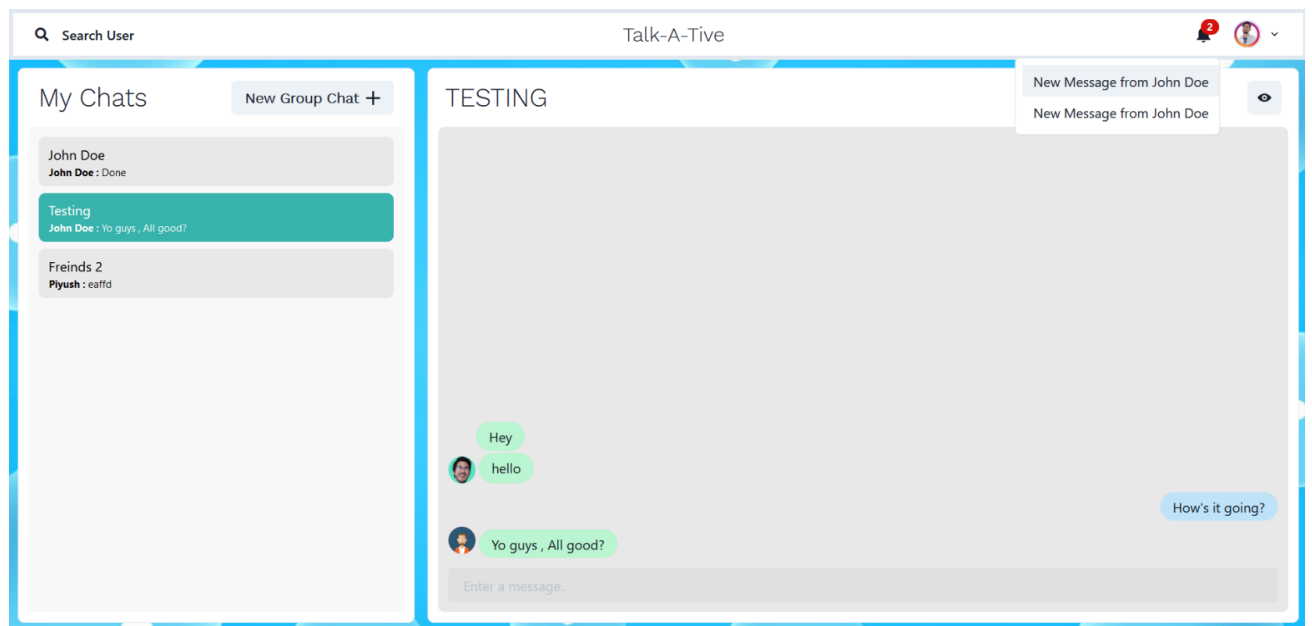 Search User
Talk-A-Tive
2
New Message from John Doe
New Message from John Doe
My Chats
New Group Chat +
John Doe
John Doe : Done
Testing
John Doe : Yo guys , All good?
Freinds 2
Piyush : eaffd
TESTING
Hey
hello
How's it going?
Yo guys , All good?
Enter a message..